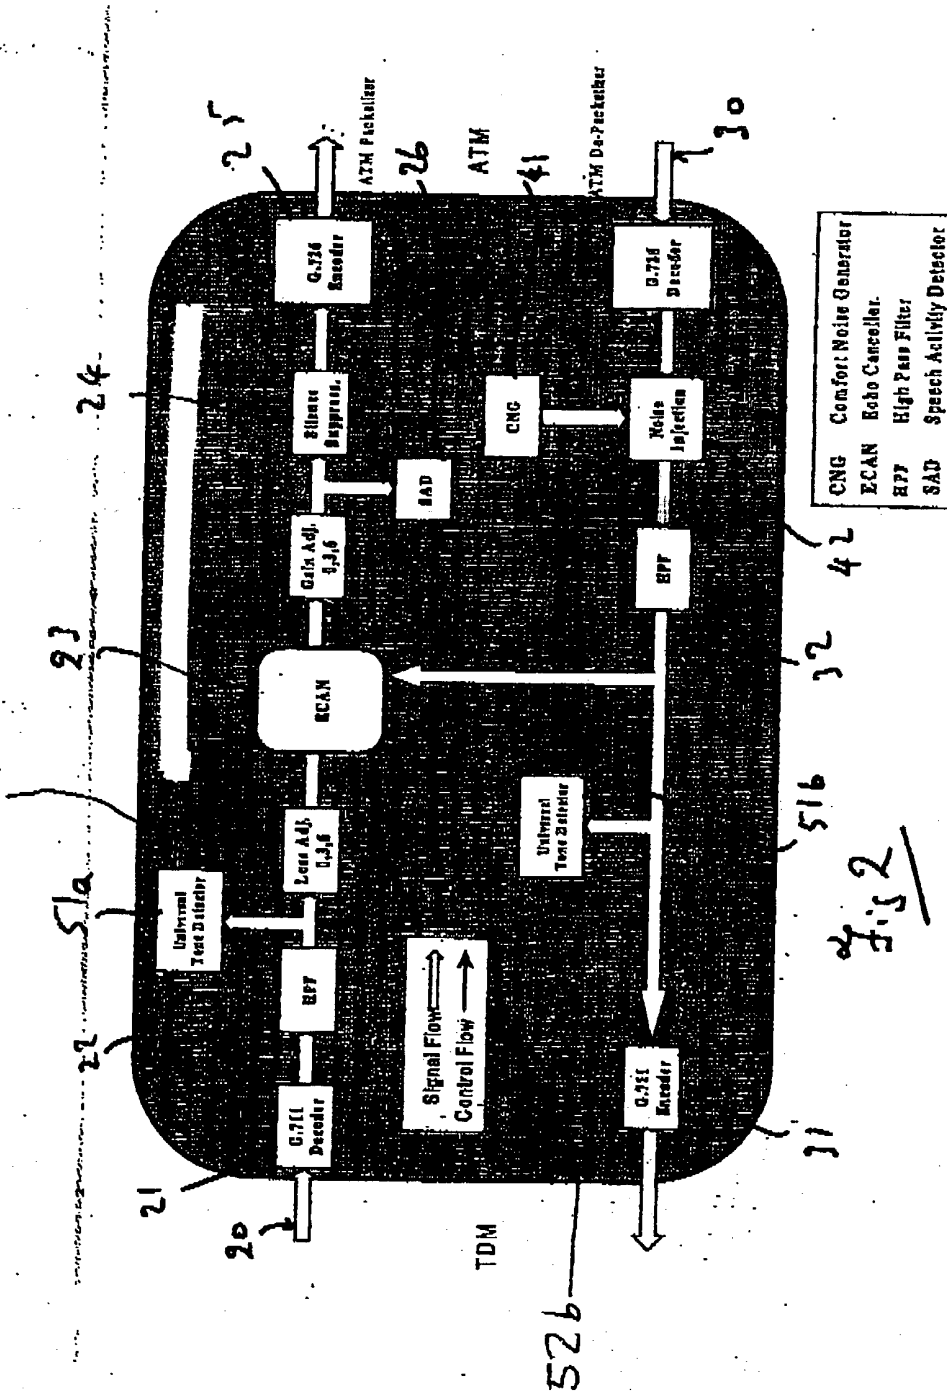 51a
22
23
24
25
21
20
Universal
Tone Detector
G.711
Decoder
HPF
Loss Adj.
0,3,6
ECAN
Gain Adj.
0,3,6
Silence
Suppress.
G.726
Encoder
ATM Packetizer
26
SAD
TDM
Signal Flow
Control Flow
CNG
ATM
41
Universal
Tone Detector
ATM De-Packetizer
G.711
Encoder
HPF
Noise
Injection
G.726
Decoder
30
52b
31
51b
32
42
Fig 2
CNG Comfort Noise Generator
ECAN Echo Canceller.
HPF High Pass Filter
SAD Speech Activity Detector